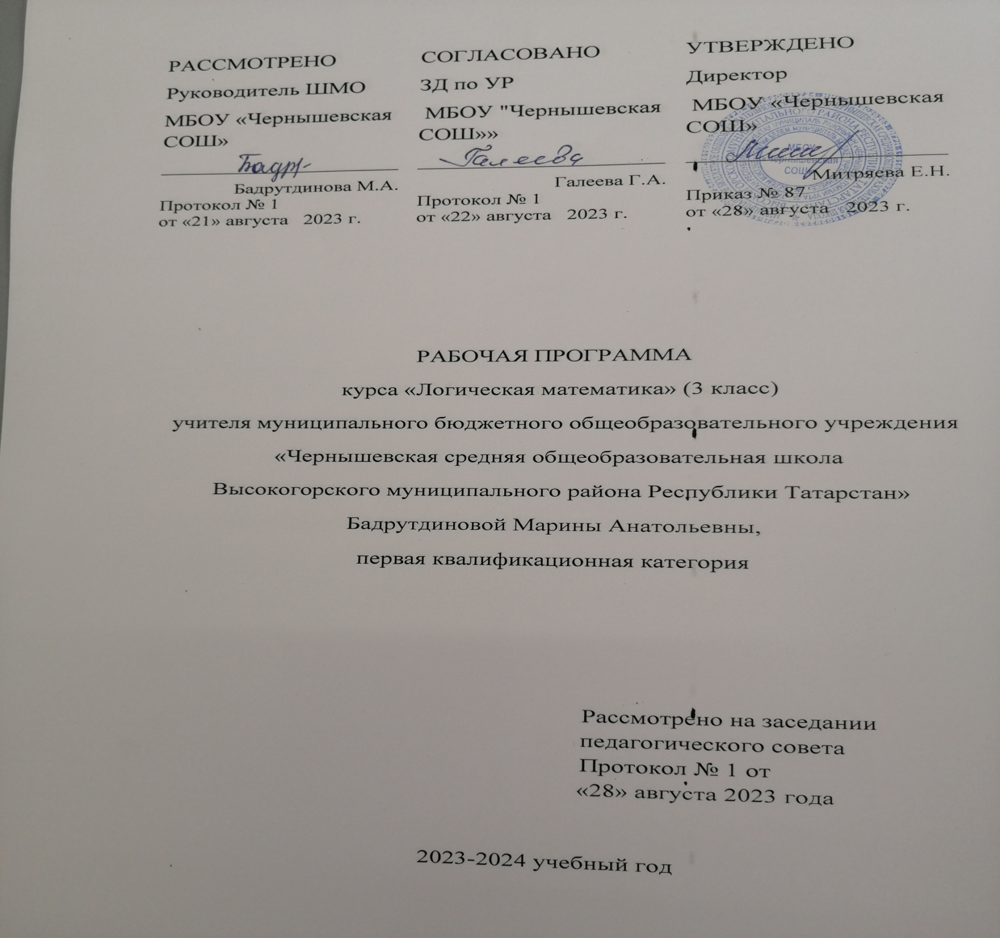 РАССМОТРЕНО
Руководитель ШМО
МБОУ «Чернышевская
СОШ»
Бадр
Бадрутдинова М.А.
Протокол № 1
от «21» августа 2023 г.
СОГЛАСОВАНО
ЗД по УР
МБОУ "Чернышевская
СОШ»»
Галеева
Галеева Г.А.
Протокол № 1
от «22» августа 2023 г.
УТВЕРЖДЕНО
Директор
МБОУ «Чернышевская
СОШ»
МБОУ
Чернышевская
СОШ
Митряева Е.Н.
Приказ № 87
от «28» августа 2023 г.
РАБОЧАЯ ПРОГРАММА
курса «Логическая математика» (3 класс)
учителя муниципального бюджетного общеобразовательного учреждения
«Чернышевская средняя общеобразовательная школа
Высокогорского муниципального района Республики Татарстан»
Бадрутдиновой Марины Анатольевны,
первая квалификационная категория
Рассмотрено на заседании
педагогического совета
Протокол № 1 от
«28» августа 2023 года
2023-2024 учебный год